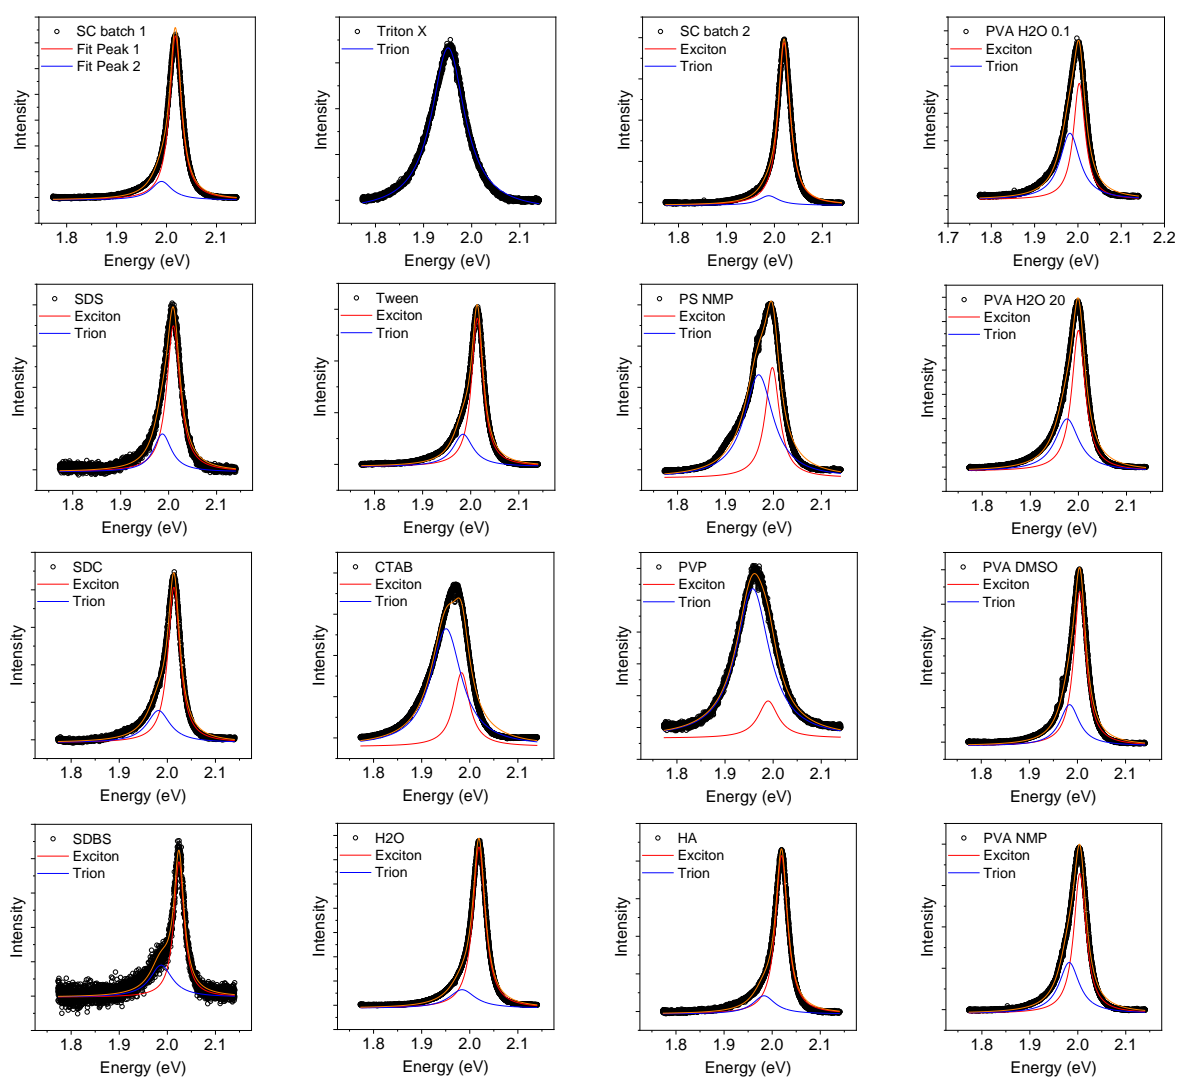 SC batch 1
Fit Peak 1
Fit Peak 2
Intensity
1.8 1.9 2.0 2.1
Energy (eV)
Triton X
Trion
Intensity
1.8 1.9 2.0 2.1
Energy (eV)
SC batch 2
Exciton
Trion
Intensity
1.8 1.9 2.0 2.1
Energy (eV)
PVA H2O 0.1
Exciton
Trion
Intensity
1.7 1.8 1.9 2.0 2.1 2.2
Energy (eV)
SDS
Exciton
Trion
Intensity
1.8 1.9 2.0 2.1
Energy (eV)
Tween
Exciton
Trion
Intensity
1.8 1.9 2.0 2.1
Energy (eV)
PS NMP
Exciton
Trion
Intensity
1.8 1.9 2.0 2.1
Energy (eV)
PVA H2O 20
Exciton
Trion
Intensity
1.8 1.9 2.0 2.1
Energy (eV)
SDC
Exciton
Trion
Intensity
1.8 1.9 2.0 2.1
Energy (eV)
CTAB
Exciton
Trion
Intensity
1.8 1.9 2.0 2.1
Energy (eV)
PVP
Exciton
Trion
Intensity
1.8 1.9 2.0 2.1
Energy (eV)
PVA DMSO
Exciton
Trion
Intensity
1.8 1.9 2.0 2.1
Energy (eV)
SDBS
Exciton
Trion
Intensity
1.8 1.9 2.0 2.1
Energy (eV)
H2O
Exciton
Trion
Intensity
1.8 1.9 2.0 2.1
Energy (eV)
HA
Exciton
Trion
Intensity
1.8 1.9 2.0 2.1
Energy (eV)
PVA NMP
Exciton
Trion
Intensity
1.8 1.9 2.0 2.1
Energy (eV)